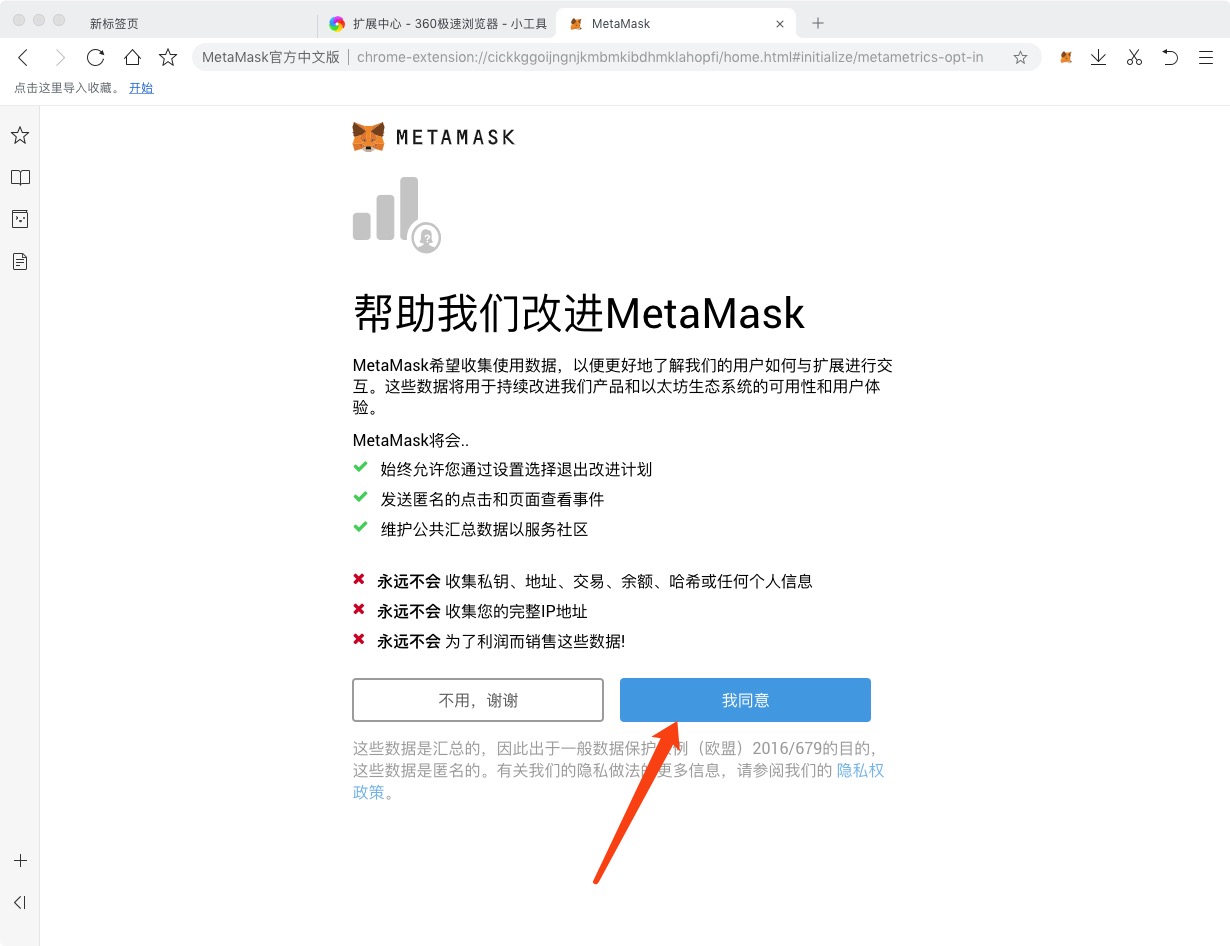 新标签页
扩展中心 - 360极速浏览器 - 小工具
MetaMask
MetaMask官方中文版 chrome-extension://cickkggoijngnjkmbmkibdhmklahopfi/home.html#initialize/metametrics-opt-in
点击这里导入收藏。 开始
METAMASK
帮助我们改进MetaMask
MetaMask希望收集使用数据，以便更好地了解我们的用户如何与扩展进行交
互。这些数据将用于持续改进我们产品和以太坊生态系统的可用性和用户体
验。
MetaMask将会..
始终允许您通过设置选择退出改进计划
发送匿名的点击和页面查看事件
维护公共汇总数据以服务社区
永远不会 收集私钥、地址、交易、余额、哈希或任何个人信息
永远不会 收集您的完整IP地址
永远不会 为了利润而销售这些数据!
不用，谢谢
我同意
这些数据是汇总的，因此出于一般数据保护例（欧盟）2016/679的目的，
这些数据是匿名的。有关我们的隐私做法的更多信息，请参阅我们的 隐私权
政策。